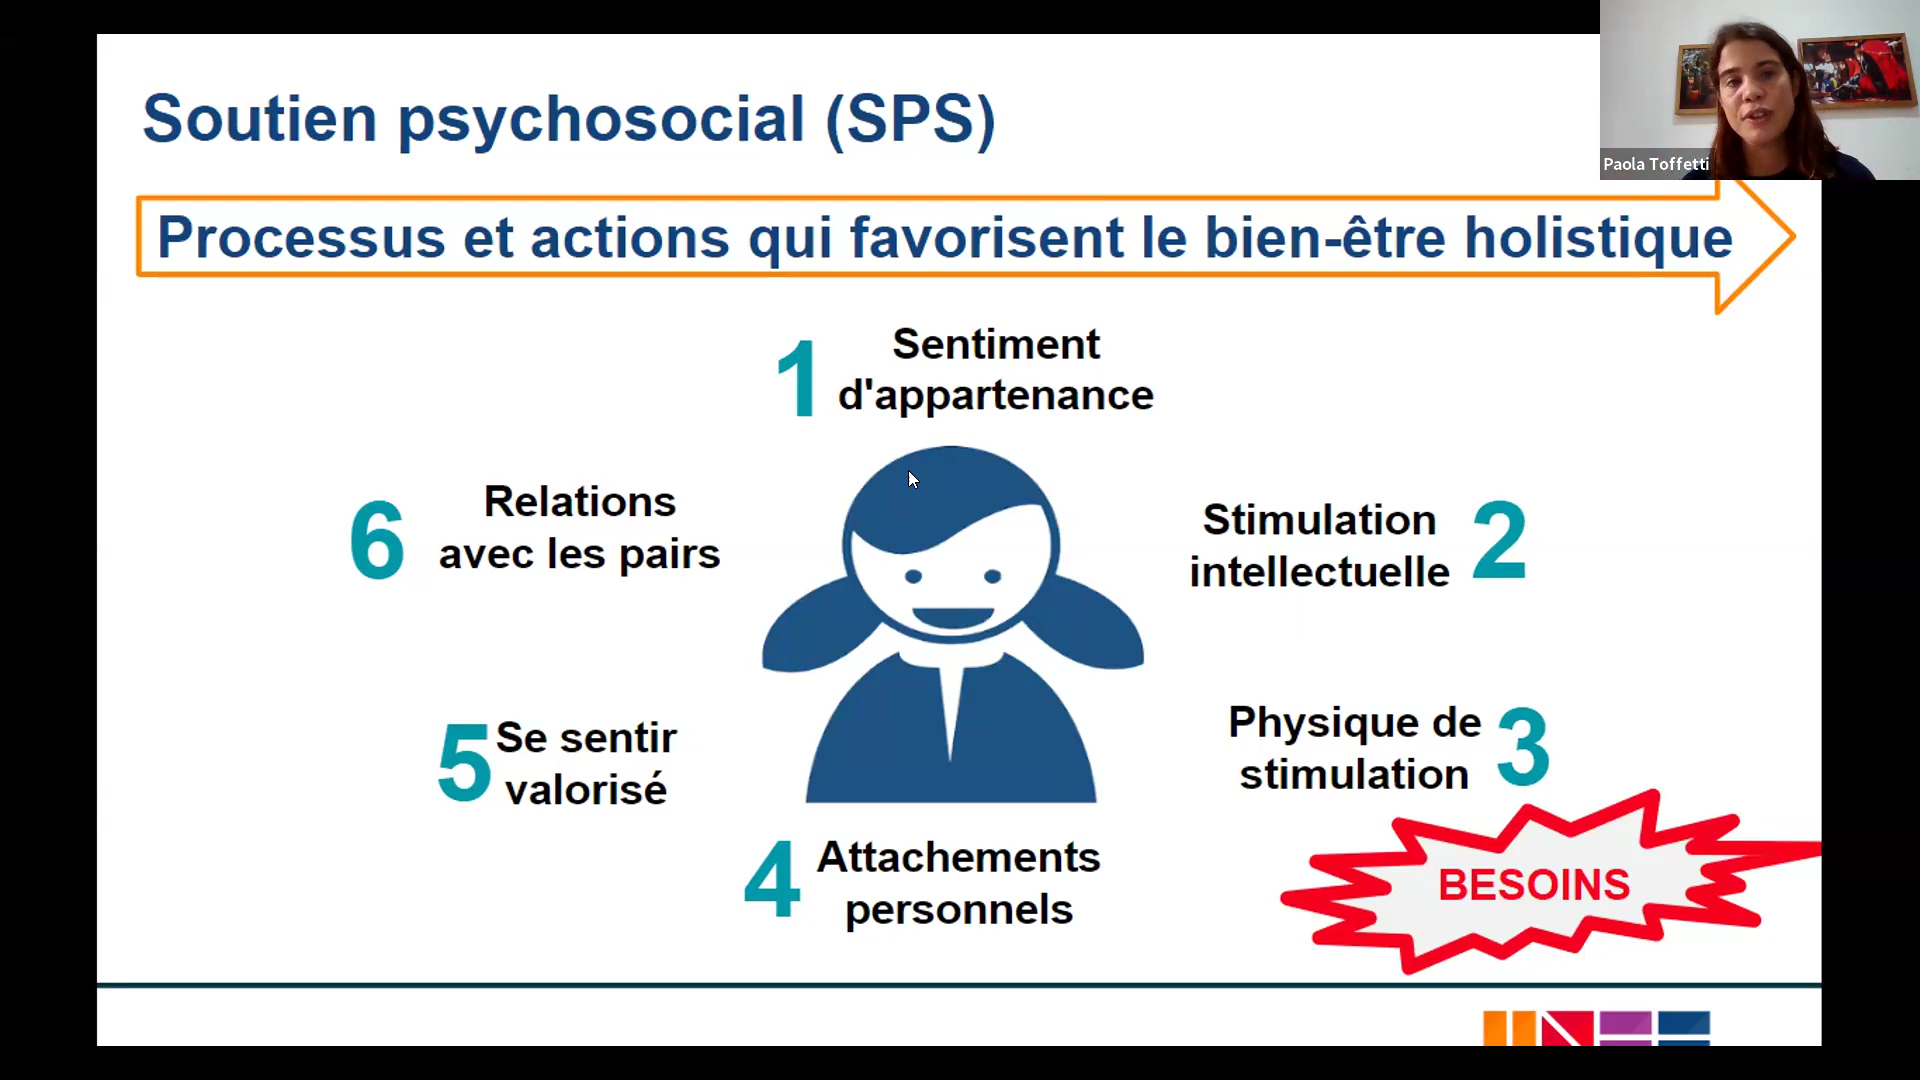 Soutien psychosocial (SPS)
Paola Toffetti
Processus et actions qui favorisent le bien-être holistique
1
Sentiment
d'appartenance
Stimulation
intellectuelle
2
Physique de
stimulation
3
4
Attachements
personnels
5
Se sentir
valorisé
6
Relations
avec les pairs
BESOINS